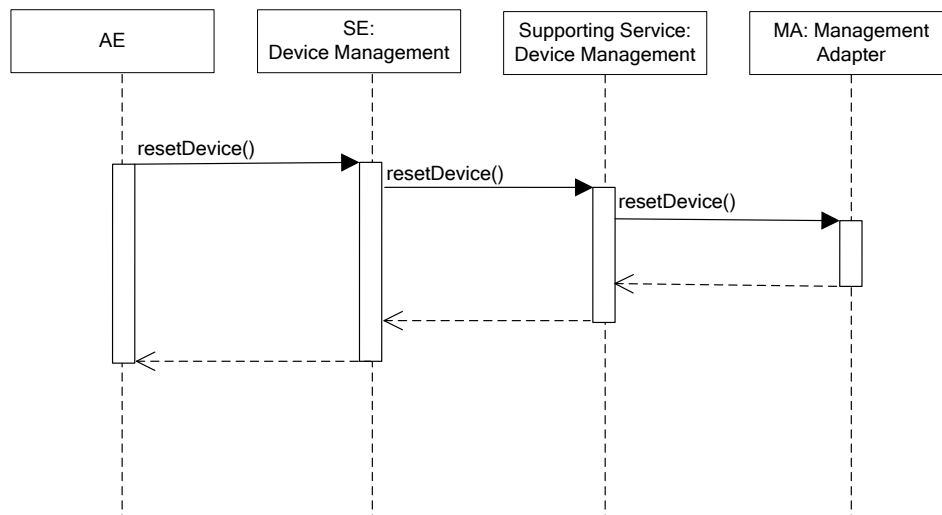 AE
SE:
Device Management
Supporting Service:
Device Management
MA: Management
Adapter
resetDevice()
resetDevice()
resetDevice()